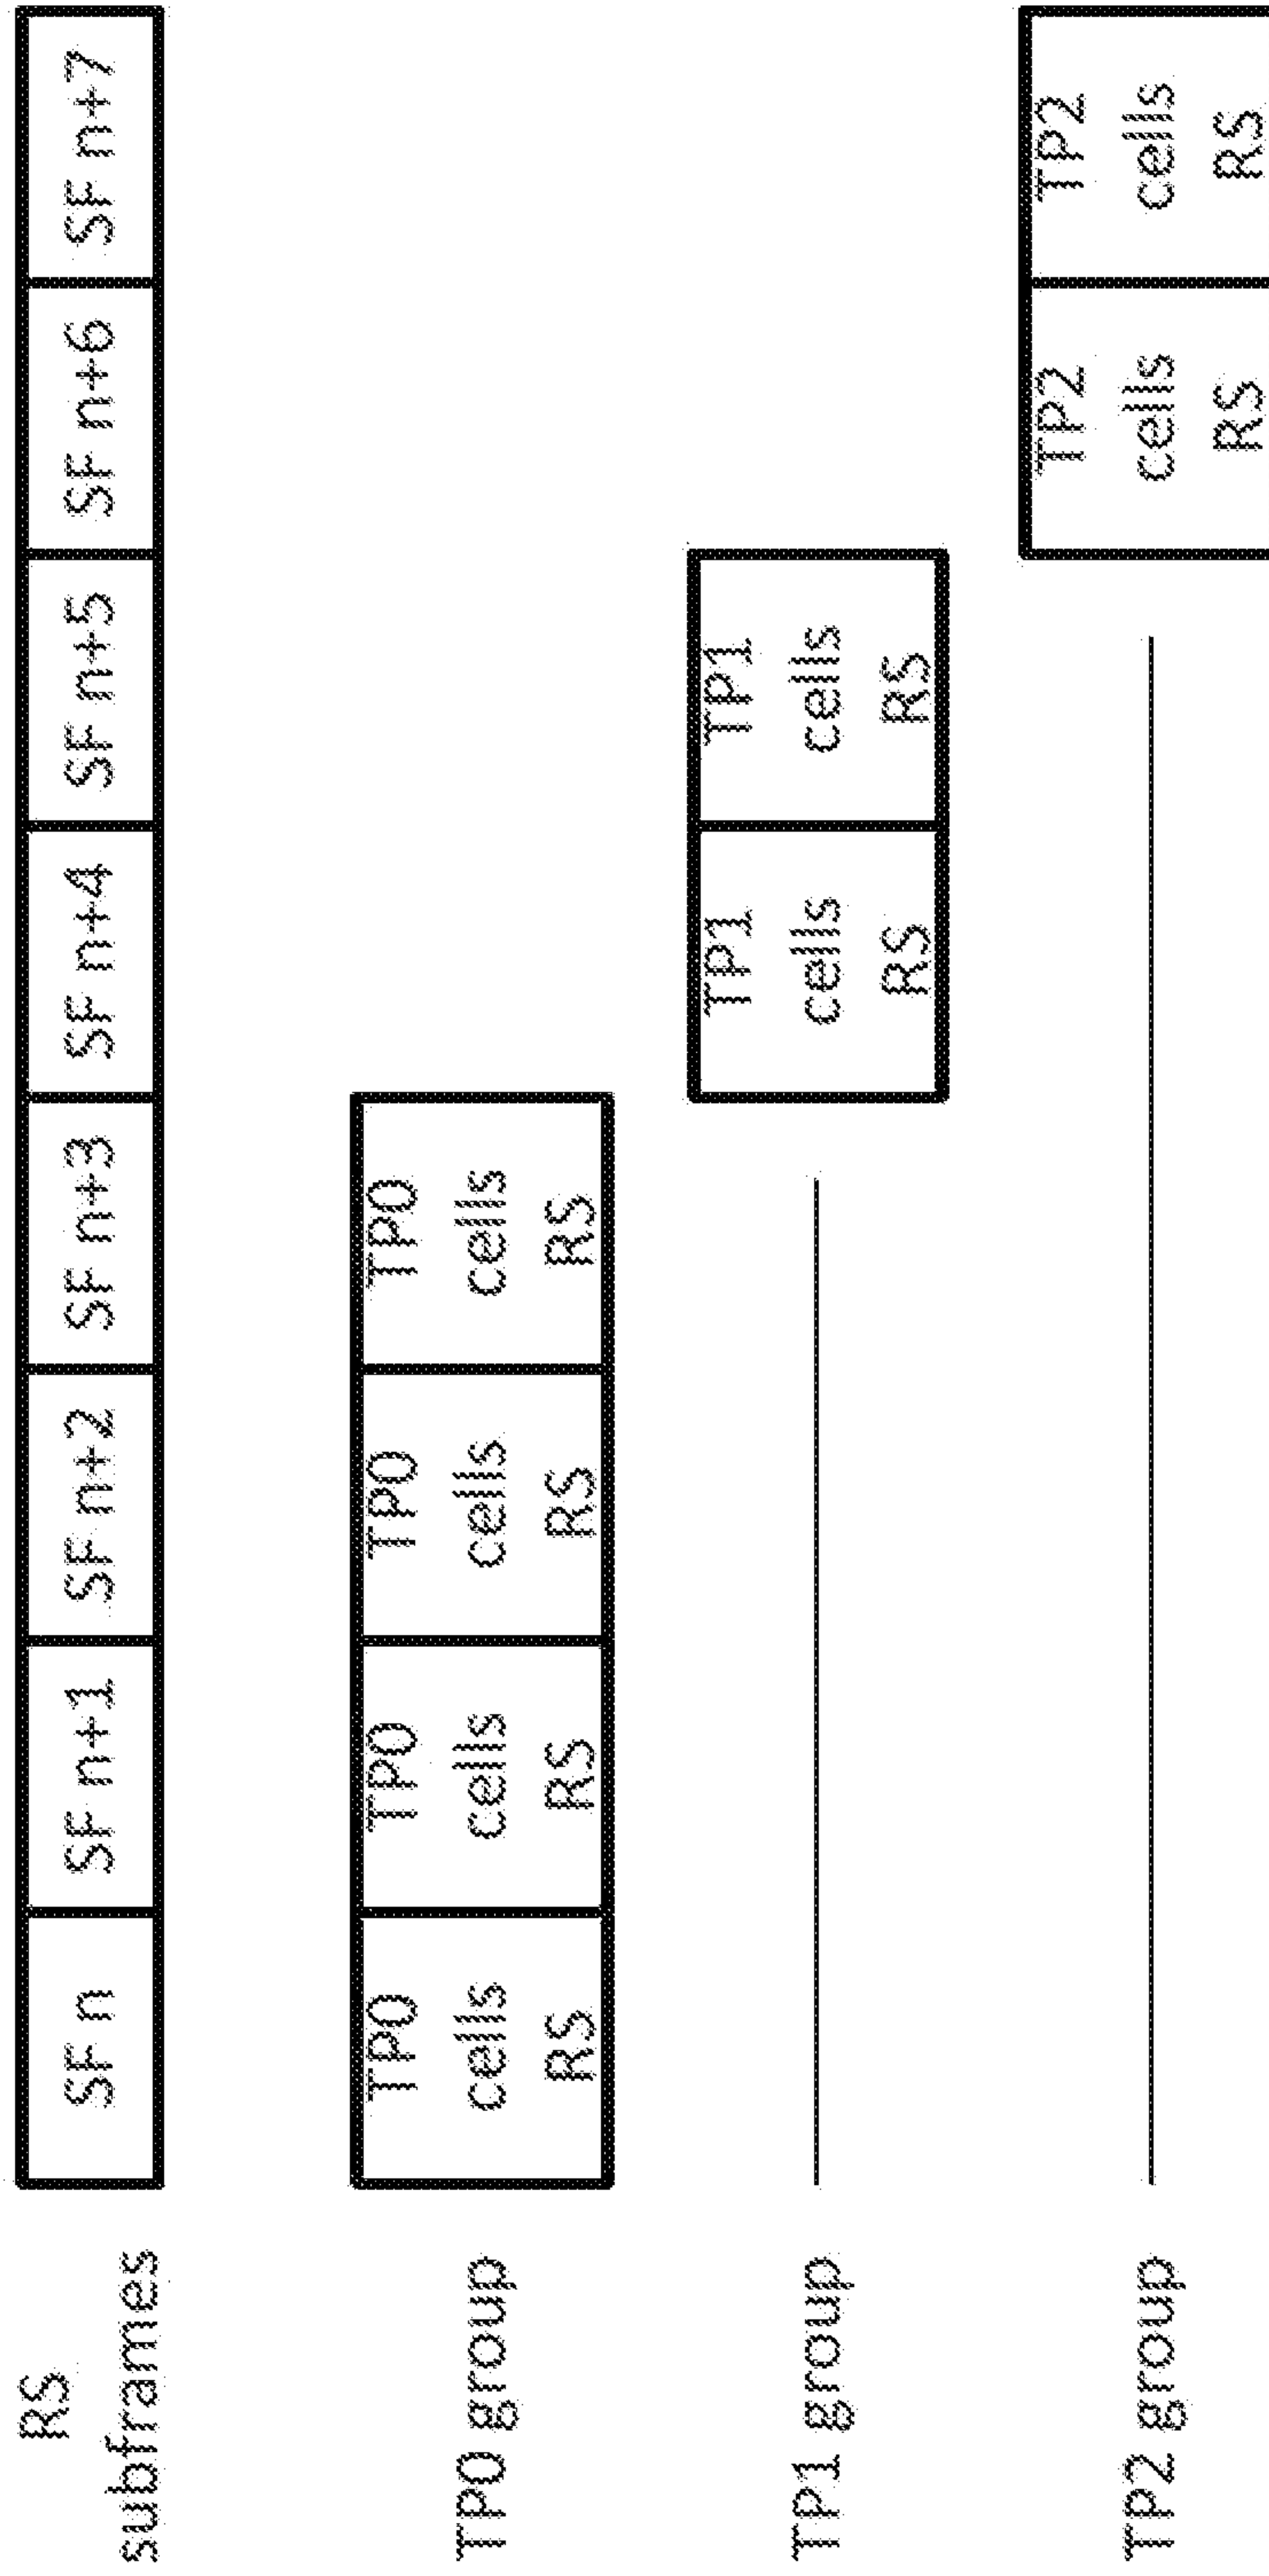 RS
subframes
SF n
SF n+1
SF n+2
SF n+3
SF n+4
SF n+5
SF n+6
SF n+7
TP0 group
TP0
cells
RS
TP0
cells
RS
TP0
cells
RS
TP0
cells
RS
TP1 group
TP1
cells
RS
TP1
cells
RS
TP2 group
TP2
cells
RS
TP2
cells
RS